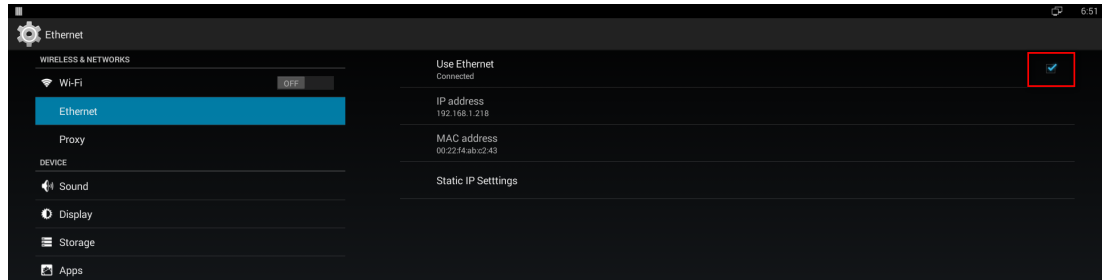 6:51
Ethernet
WIRELESS & NETWORKS
Wi-Fi
OFF
Ethernet
Proxy
DEVICE
Sound
Display
Storage
Apps
Use Ethernet
Connected
IP address
192.168.1.218
MAC address
00:22:f4:ab:c2:43
Static IP Setttings